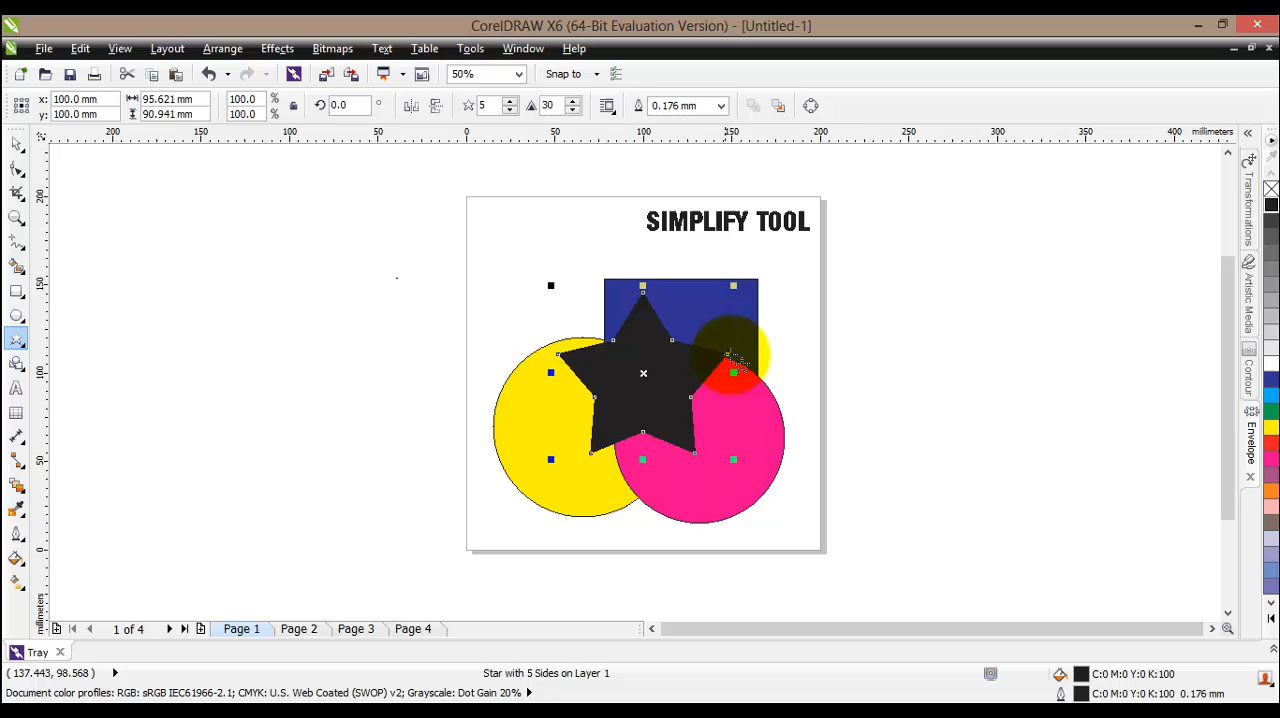 CorelDRAW X6 (64-Bit Evaluation Version) - [Untitled-1]
File Edit View Layout Arrange Effects Bitmaps Text Table Tools Window Help
50% Snap to
x: 100.0 mm 95.621 mm 100.0 % 0.0 ° 5 30 0.176 mm
y: 100.0 mm 90.941 mm 100.0 %
200 150 100 50 0 50 100 150 200 250 300 350 400 millimeters
200
150
100
50
0
millimeters
SIMPLIFY TOOL
Transformations
Artistic Media
Contour
Envelope
1 of 4 Page 1 Page 2 Page 3 Page 4
Tray
(137.443, 98.568) Star with 5 Sides on Layer 1 C:0 M:0 Y:0 K:100
Document color profiles: RGB: sRGB IEC61966-2.1; CMYK: U.S. Web Coated (SWOP) v2; Grayscale: Dot Gain 20% C:0 M:0 Y:0 K:100 0.176 mm